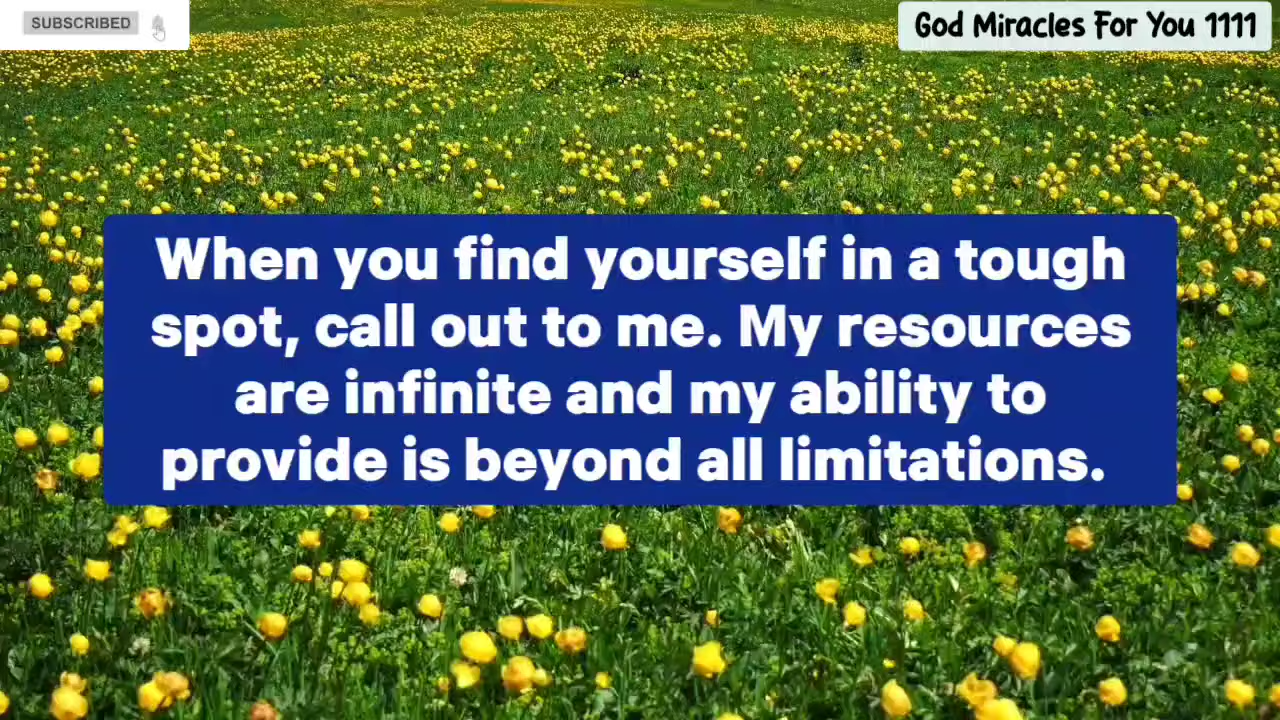 SUBSCRIBED
God Miracles For You 1111
When you find yourself in a tough
spot, call out to me. My resources
are infinite and my ability to
provide is beyond all limitations.